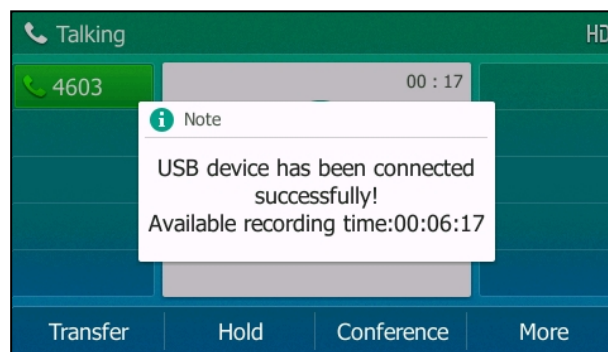 Talking
HD
4603
00 : 17
Note
USB device has been connected
successfully!
Available recording time:00:06:17
Transfer
Hold
Conference
More